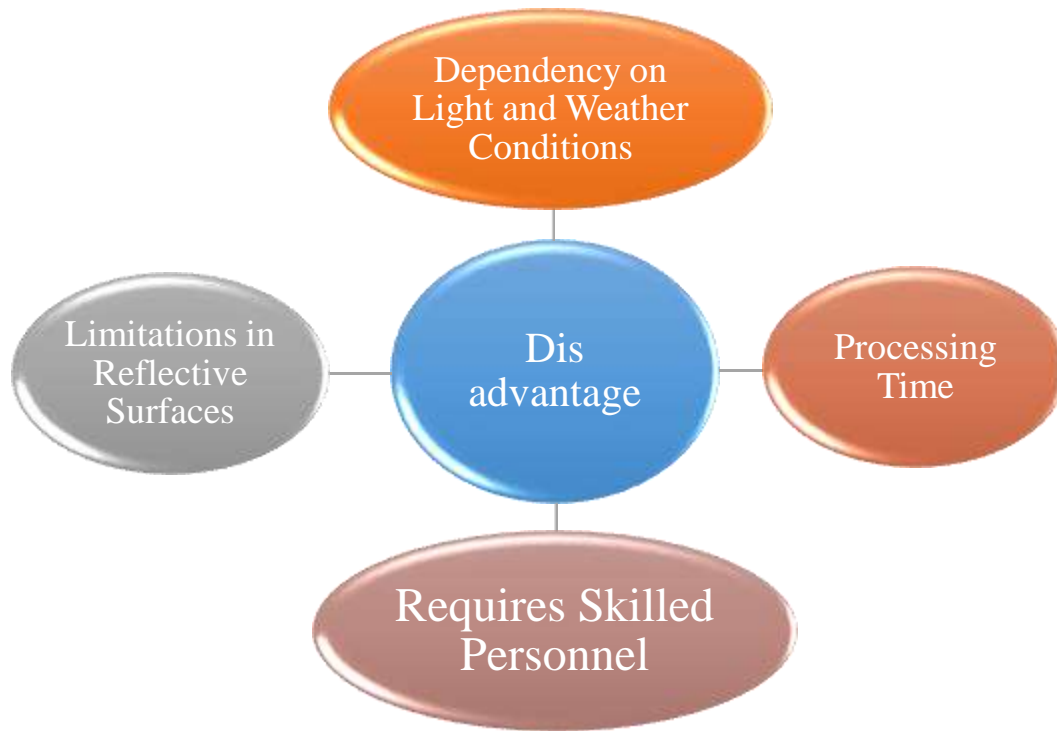 Dependency on
Light and Weather
Conditions
Limitations in
Reflective
Surfaces
Dis
advantage
Processing
Time
Requires Skilled
Personnel